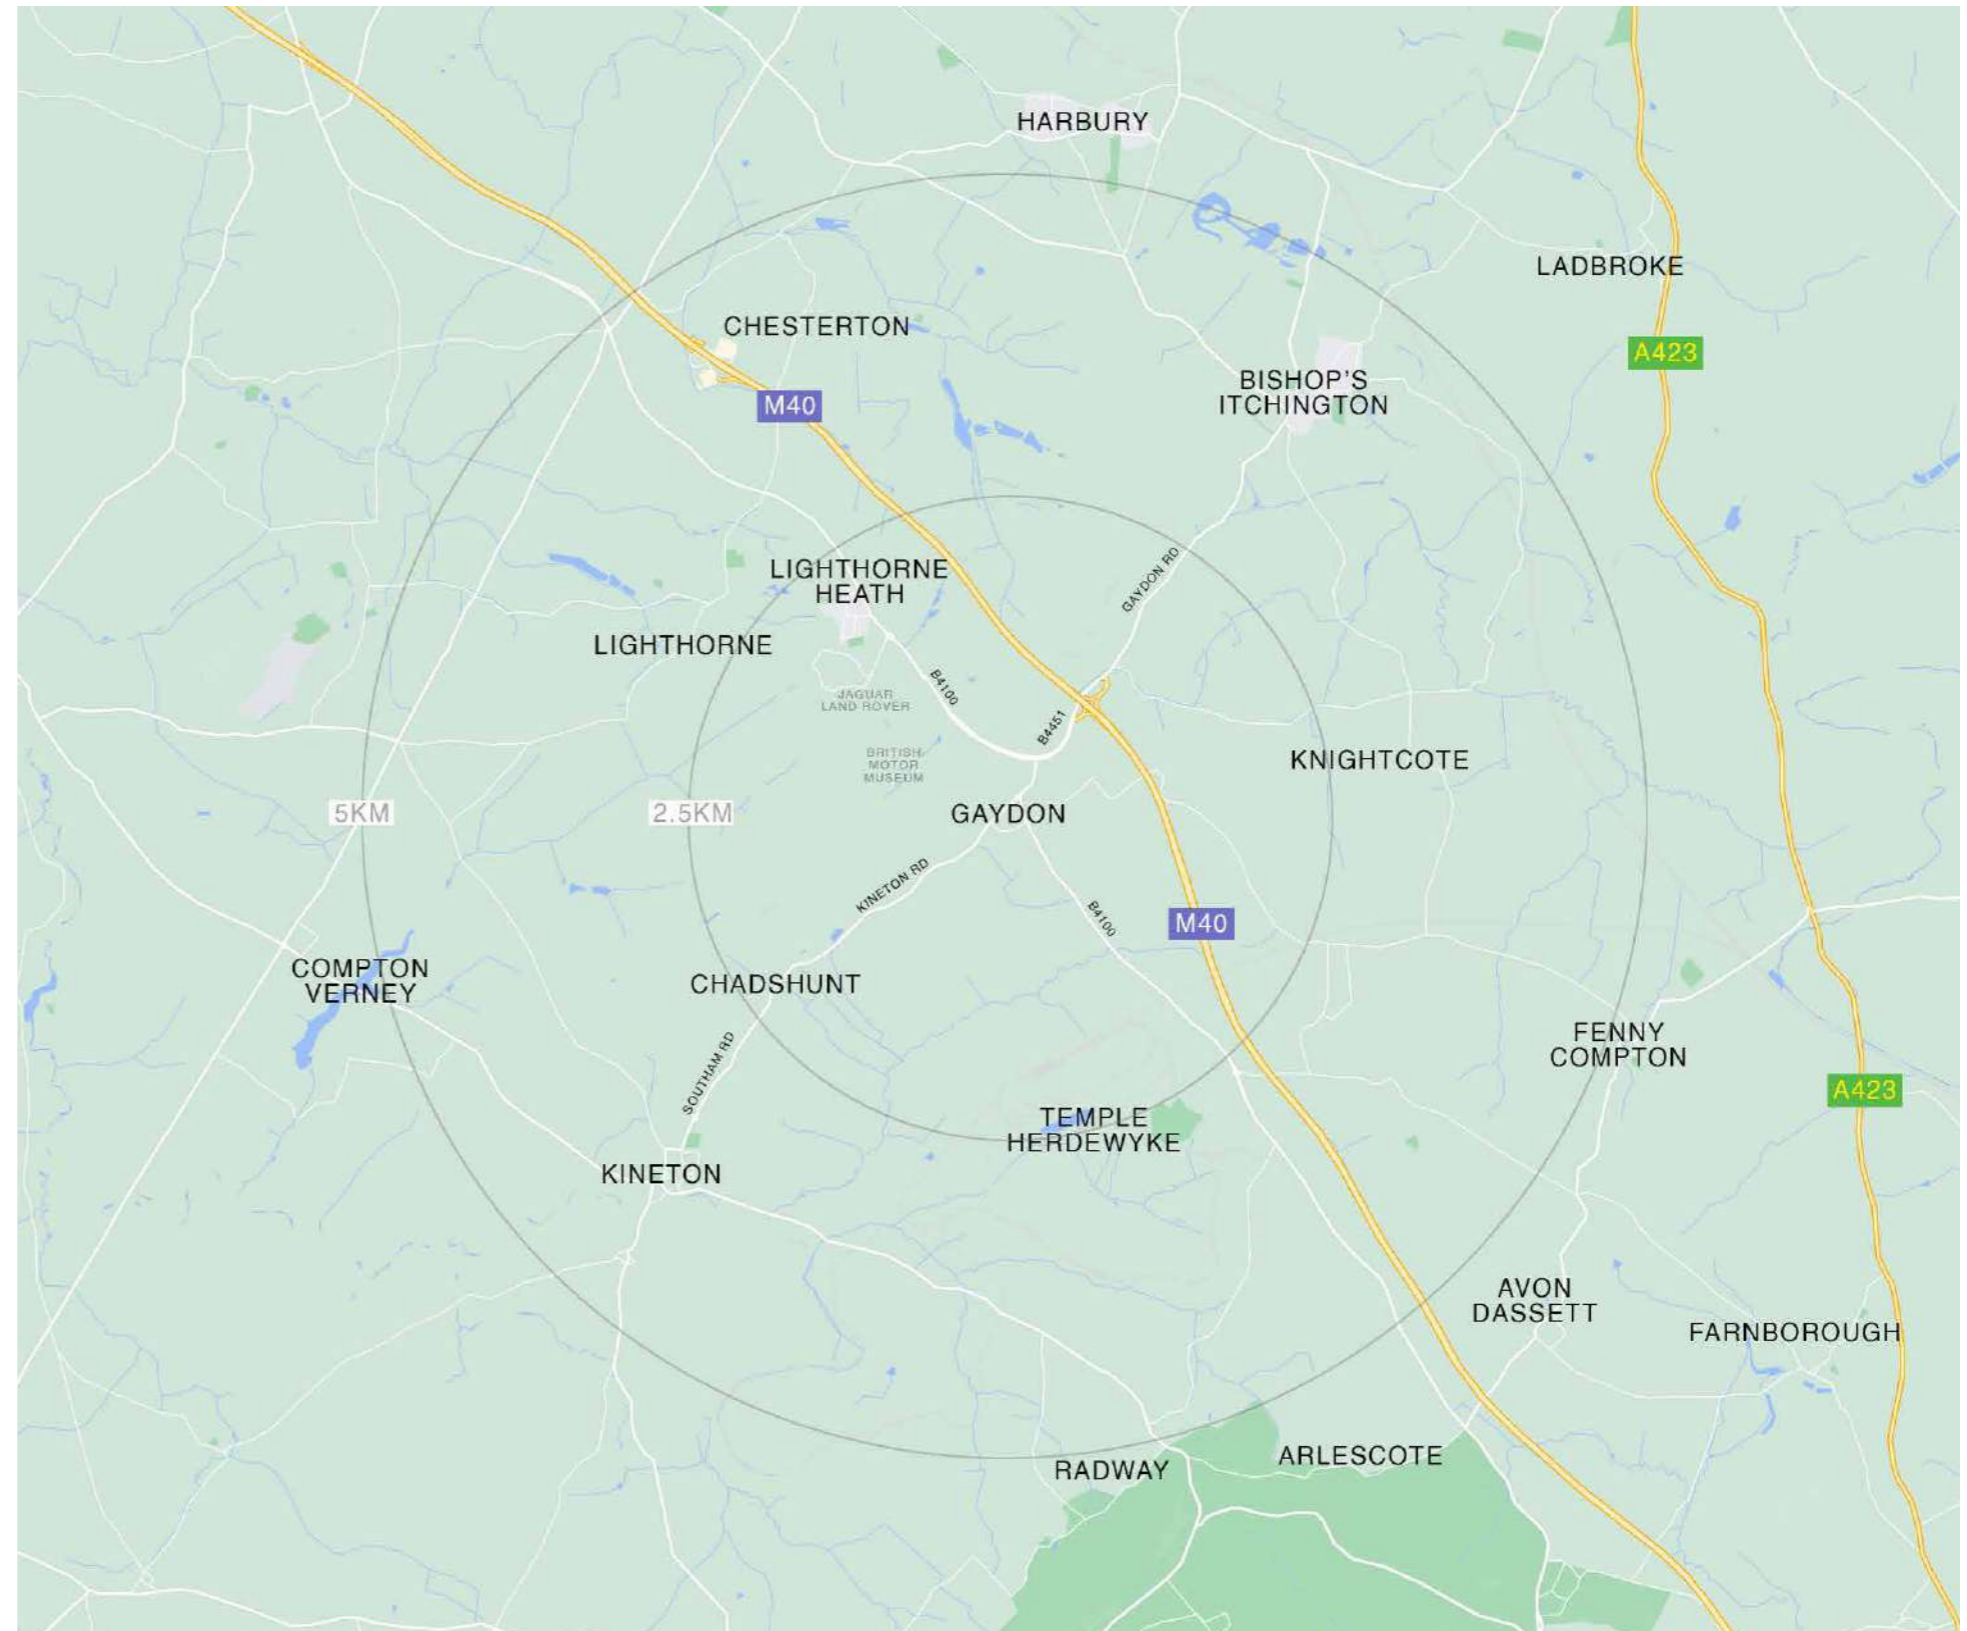 HARBURY
LADBROKE
CHESTERTON
A423
BISHOP'S
ITCHINGTON
M40
LIGHTHORNE
HEATH
GAYDON RD
LIGHTHORNE
B4100
JAGUAR
LAND ROVER
B4451
BRITISH
MOTOR
MUSEUM
KNIGHTCOTE
5KM
2.5KM
GAYDON
KINETON RD
B4100
M40
COMPTON
VERNEY
CHADSHUNT
FENNY
COMPTON
SOUTHAM RD
A423
TEMPLE
HERDEWYKE
KINETON
AVON
DASSETT
FARNBOROUGH
ARLESCOTE
RADWAY